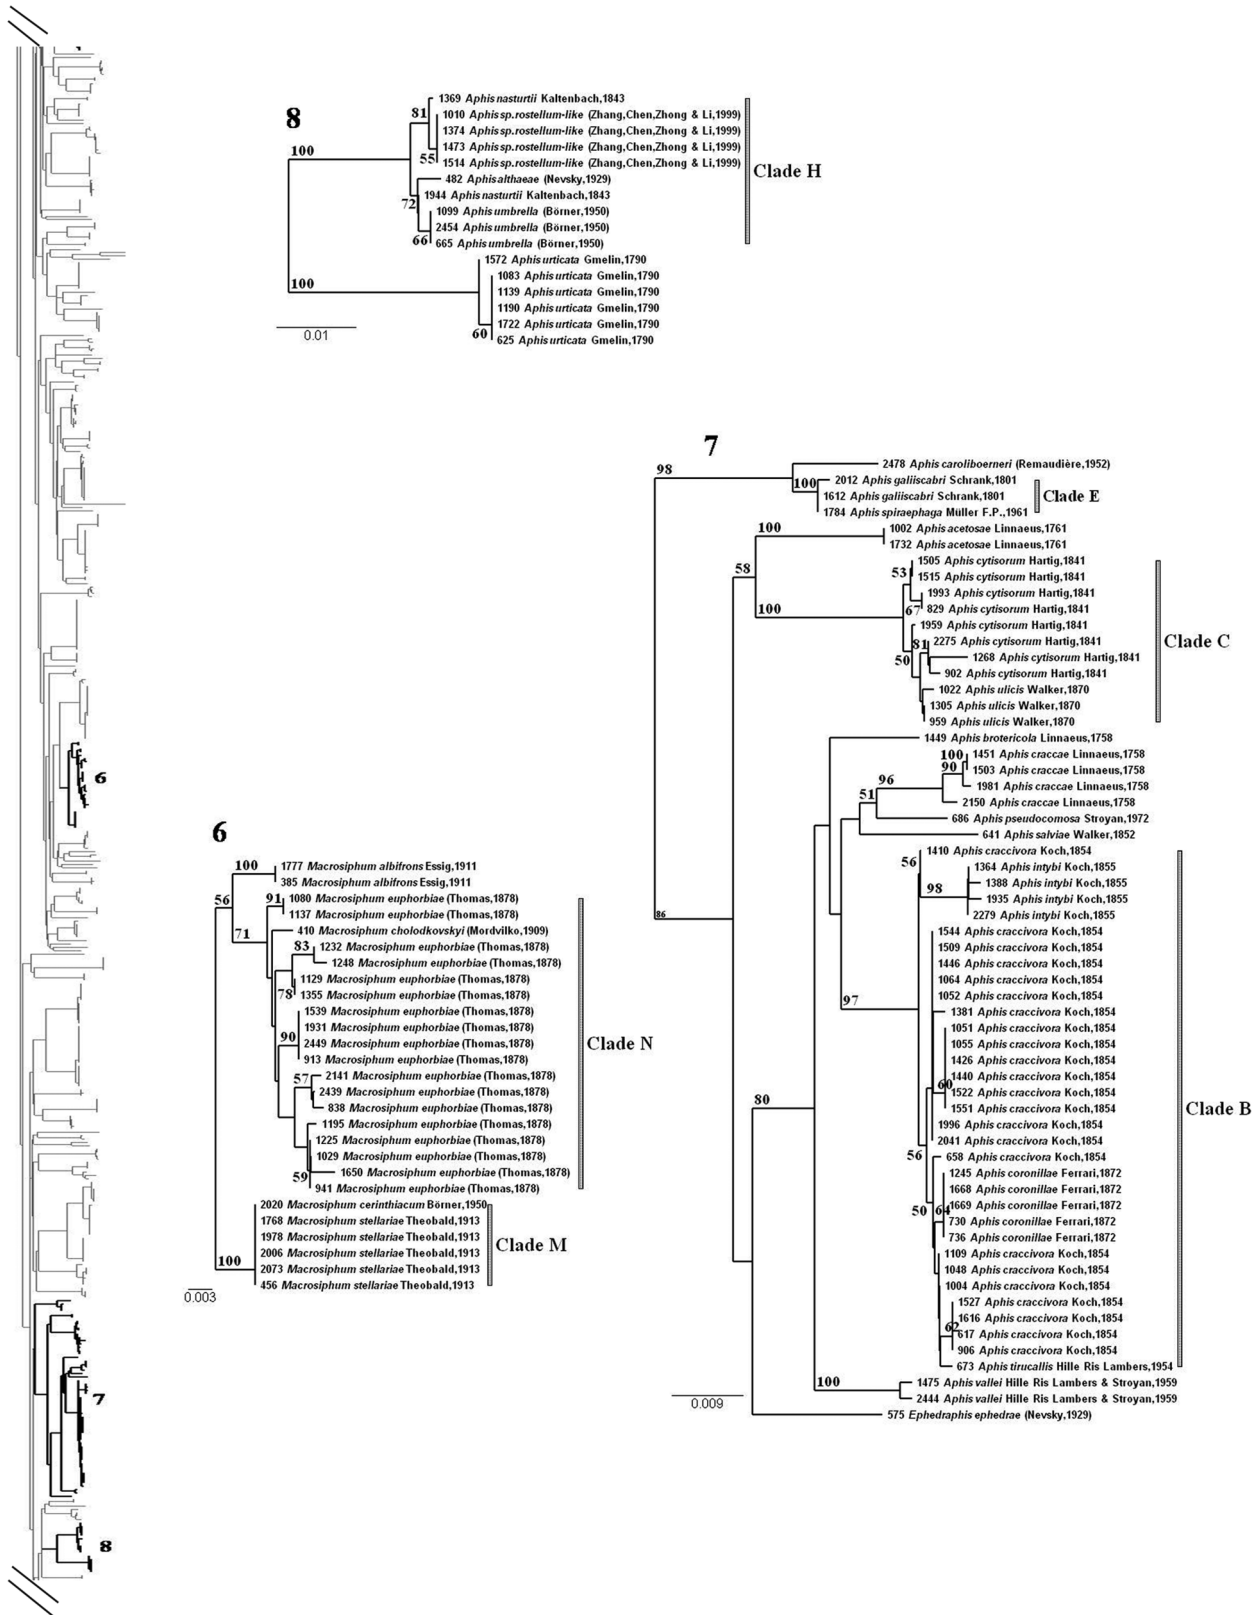 8
1369 Aphis nasturtii Kaltenbach,1843
81
1010 Aphis sp.rostellum-like (Zhang,Chen,Zhong & Li,1999)
1374 Aphis sp.rostellum-like (Zhang,Chen,Zhong & Li,1999)
100
1473 Aphis sp.rostellum-like (Zhang,Chen,Zhong & Li,1999)
55
1514 Aphis sp.rostellum-like (Zhang,Chen,Zhong & Li,1999)
Clade H
482 Aphis althaeae (Nevsky,1929)
72
1944 Aphis nasturtii Kaltenbach,1843
1099 Aphis umbrella (Börner,1950)
2454 Aphis umbrella (Börner,1950)
66
665 Aphis umbrella (Börner,1950)
1572 Aphis urticata Gmelin,1790
100
1083 Aphis urticata Gmelin,1790
1139 Aphis urticata Gmelin,1790
1190 Aphis urticata Gmelin,1790
1722 Aphis urticata Gmelin,1790
60
625 Aphis urticata Gmelin,1790
0.01
7
98
2478 Aphis caroliboerneri (Remaudière,1952)
100
2012 Aphis galiiscabri Schrank,1801
1612 Aphis galiiscabri Schrank,1801
1784 Aphis spiraephaga Müller F.P.,1961
Clade E
100
1002 Aphis acetosae Linnaeus,1761
1732 Aphis acetosae Linnaeus,1761
58
53
1505 Aphis cytisorum Hartig,1841
1515 Aphis cytisorum Hartig,1841
1993 Aphis cytisorum Hartig,1841
100
67
829 Aphis cytisorum Hartig,1841
1959 Aphis cytisorum Hartig,1841
81
2275 Aphis cytisorum Hartig,1841
50
1268 Aphis cytisorum Hartig,1841
902 Aphis cytisorum Hartig,1841
1022 Aphis ulicis Walker,1870
1305 Aphis ulicis Walker,1870
959 Aphis ulicis Walker,1870
Clade C
1449 Aphis brotericola Linnaeus,1758
100
1451 Aphis craccae Linnaeus,1758
90
1503 Aphis craccae Linnaeus,1758
96
1981 Aphis craccae Linnaeus,1758
51
2150 Aphis craccae Linnaeus,1758
686 Aphis pseudocomosa Stroyan,1972
641 Aphis salviae Walker,1852
56
1410 Aphis craccivora Koch,1854
1364 Aphis intybi Koch,1855
98
1388 Aphis intybi Koch,1855
1935 Aphis intybi Koch,1855
2279 Aphis intybi Koch,1855
86
1544 Aphis craccivora Koch,1854
1509 Aphis craccivora Koch,1854
1446 Aphis craccivora Koch,1854
1064 Aphis craccivora Koch,1854
1052 Aphis craccivora Koch,1854
97
1381 Aphis craccivora Koch,1854
1051 Aphis craccivora Koch,1854
1055 Aphis craccivora Koch,1854
1426 Aphis craccivora Koch,1854
1440 Aphis craccivora Koch,1854
60
1522 Aphis craccivora Koch,1854
80
1551 Aphis craccivora Koch,1854
1996 Aphis craccivora Koch,1854
2041 Aphis craccivora Koch,1854
56
658 Aphis craccivora Koch,1854
1245 Aphis coronillae Ferrari,1872
1668 Aphis coronillae Ferrari,1872
50
64
1669 Aphis coronillae Ferrari,1872
730 Aphis coronillae Ferrari,1872
736 Aphis coronillae Ferrari,1872
1109 Aphis craccivora Koch,1854
1048 Aphis craccivora Koch,1854
1004 Aphis craccivora Koch,1854
1527 Aphis craccivora Koch,1854
1616 Aphis craccivora Koch,1854
62
617 Aphis craccivora Koch,1854
906 Aphis craccivora Koch,1854
673 Aphis tirucallis Hille Ris Lambers,1954
Clade B
100
1475 Aphis vallei Hille Ris Lambers & Stroyan,1959
2444 Aphis vallei Hille Ris Lambers & Stroyan,1959
575 Ephedraphis ephedrae (Nevsky,1929)
0.009
6
100
1777 Macrosiphum albifrons Essig,1911
385 Macrosiphum albifrons Essig,1911
56
91
1080 Macrosiphum euphorbiae (Thomas,1878)
1137 Macrosiphum euphorbiae (Thomas,1878)
71
410 Macrosiphum cholodkovskyi (Mordvilko,1909)
83
1232 Macrosiphum euphorbiae (Thomas,1878)
1248 Macrosiphum euphorbiae (Thomas,1878)
1129 Macrosiphum euphorbiae (Thomas,1878)
78
1355 Macrosiphum euphorbiae (Thomas,1878)
1539 Macrosiphum euphorbiae (Thomas,1878)
1931 Macrosiphum euphorbiae (Thomas,1878)
90
2449 Macrosiphum euphorbiae (Thomas,1878)
913 Macrosiphum euphorbiae (Thomas,1878)
57
2141 Macrosiphum euphorbiae (Thomas,1878)
2439 Macrosiphum euphorbiae (Thomas,1878)
838 Macrosiphum euphorbiae (Thomas,1878)
1195 Macrosiphum euphorbiae (Thomas,1878)
1225 Macrosiphum euphorbiae (Thomas,1878)
1029 Macrosiphum euphorbiae (Thomas,1878)
59
1650 Macrosiphum euphorbiae (Thomas,1878)
941 Macrosiphum euphorbiae (Thomas,1878)
Clade N
2020 Macrosiphum cerinthiacum Börner,1950
1768 Macrosiphum stellariae Theobald,1913
1978 Macrosiphum stellariae Theobald,1913
2006 Macrosiphum stellariae Theobald,1913
100
2073 Macrosiphum stellariae Theobald,1913
456 Macrosiphum stellariae Theobald,1913
Clade M
0.003
6
7
8